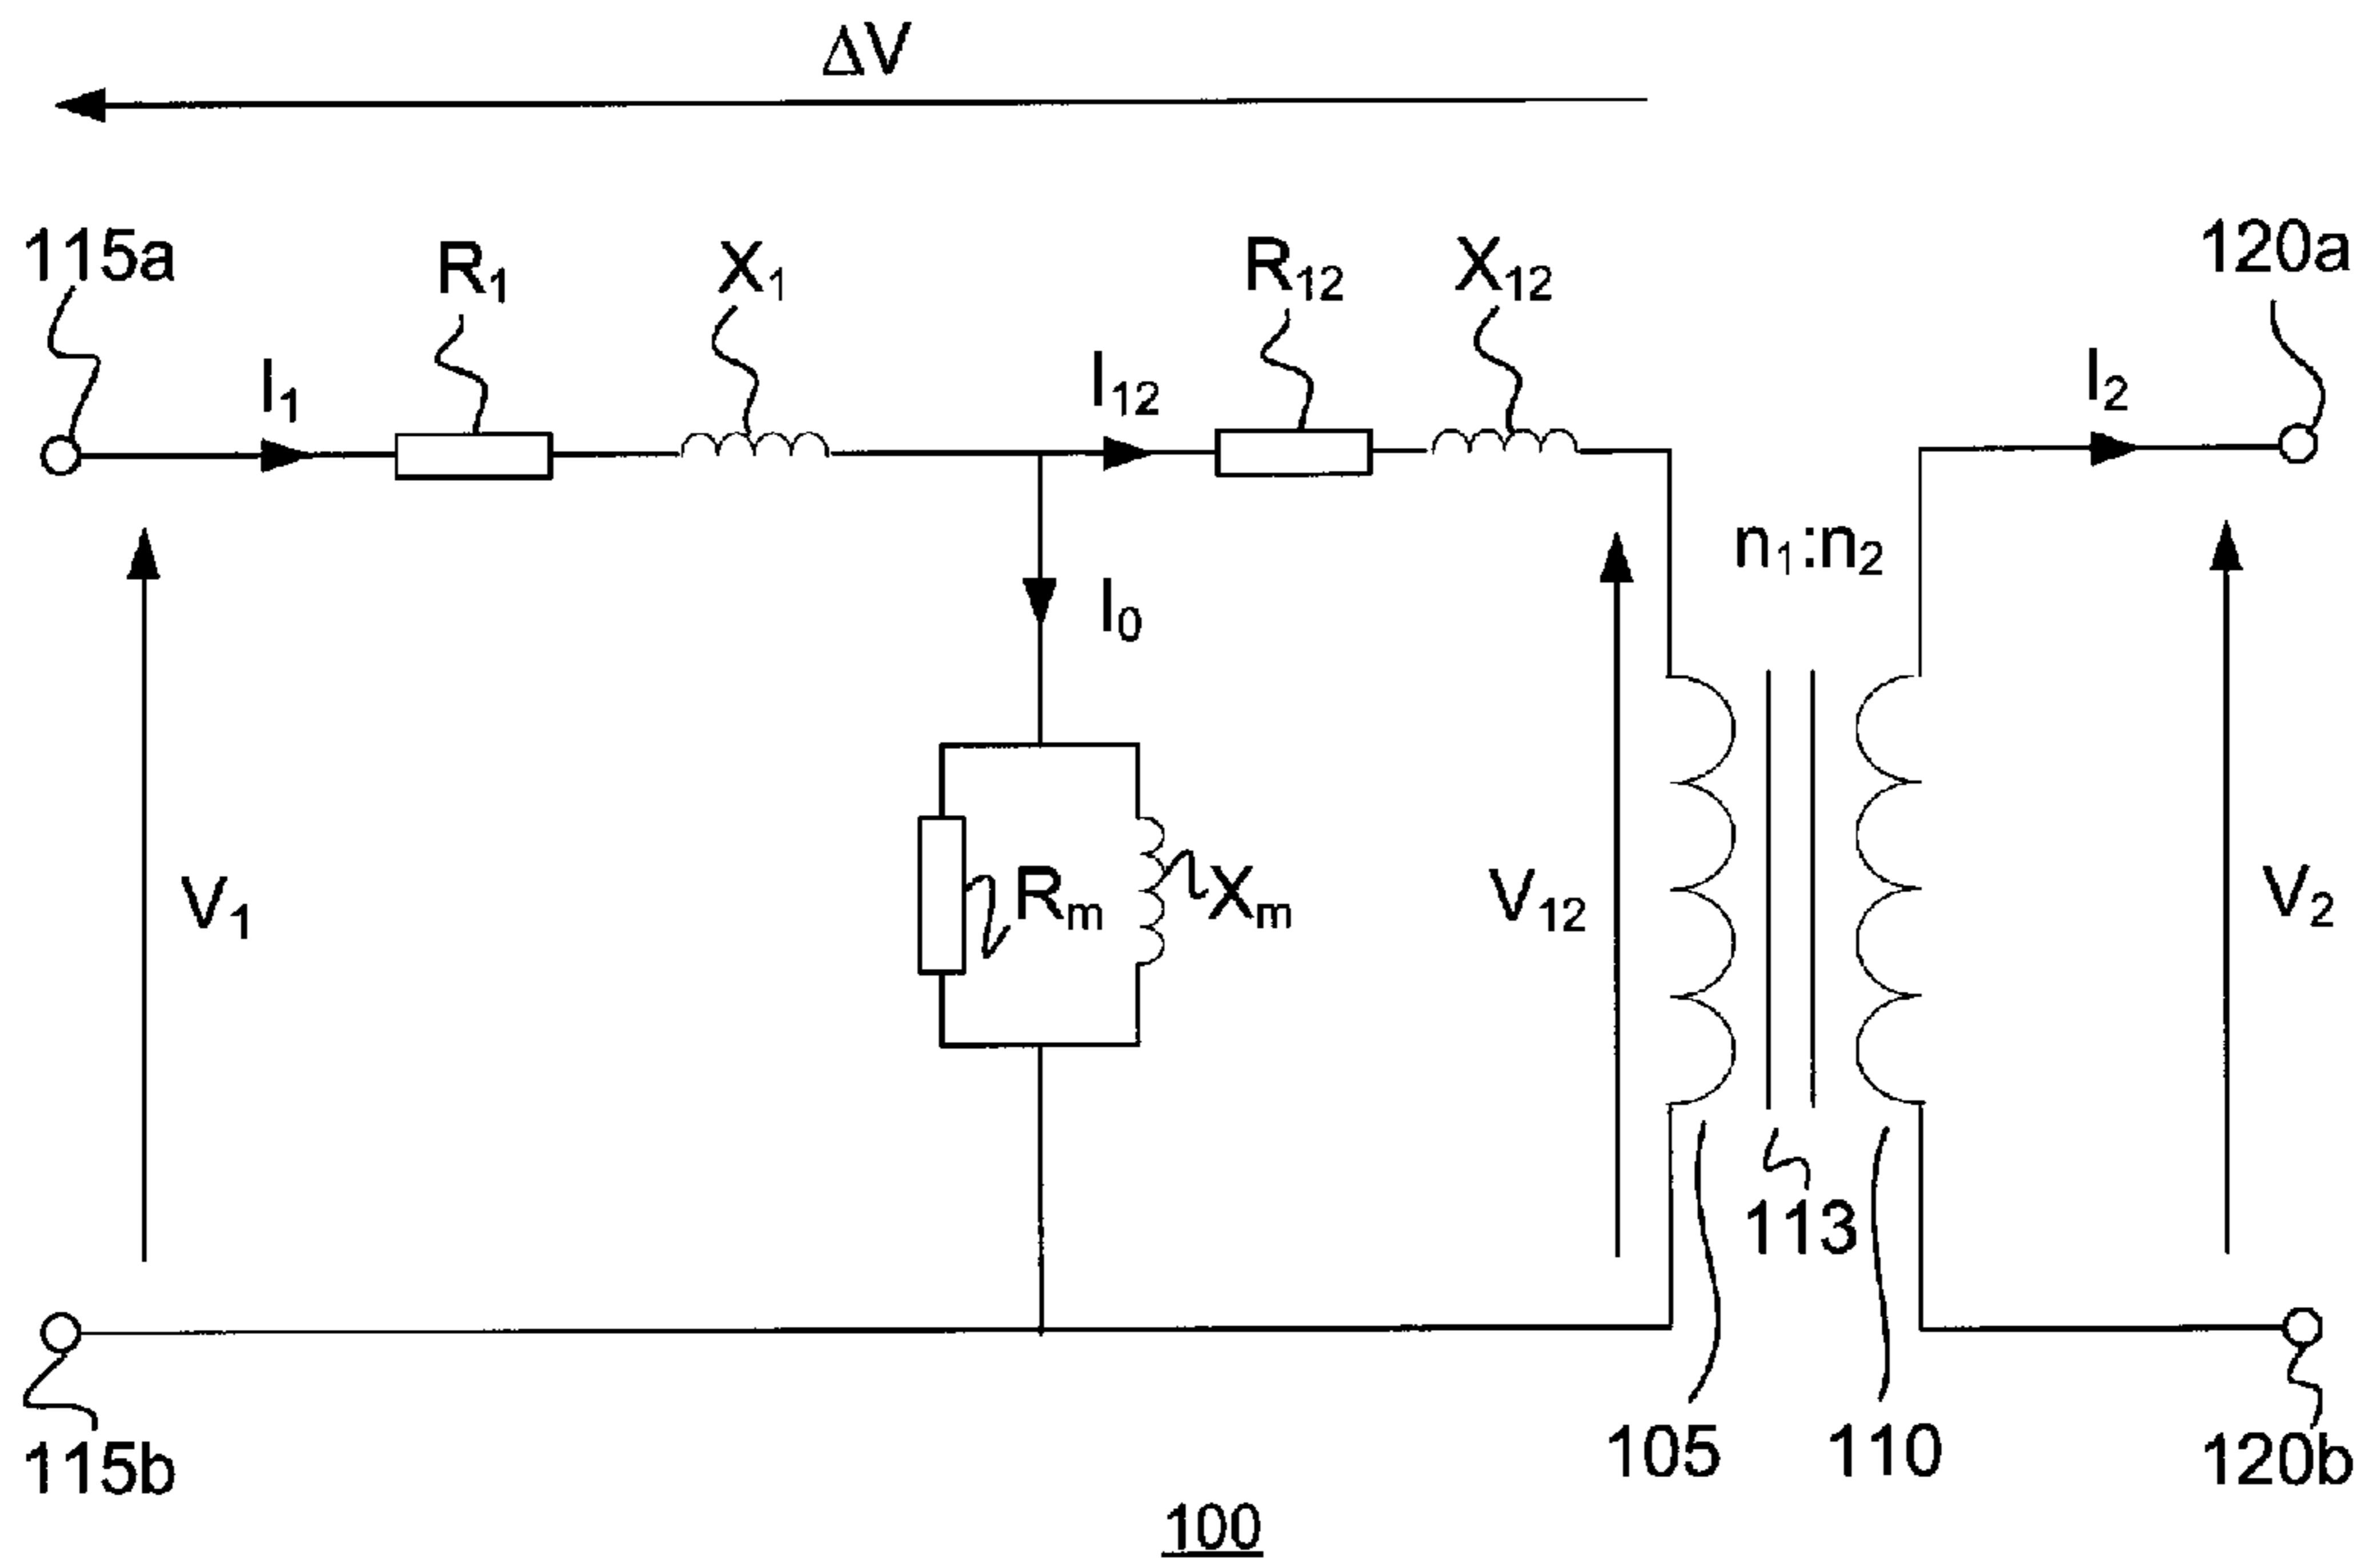 ΔV
115a
R1
X1
R12
X12
120a
I1
I12
I2
n1:n2
I0
V1
Rm
Xm
V12
V2
113
105
110
115b
120b
100